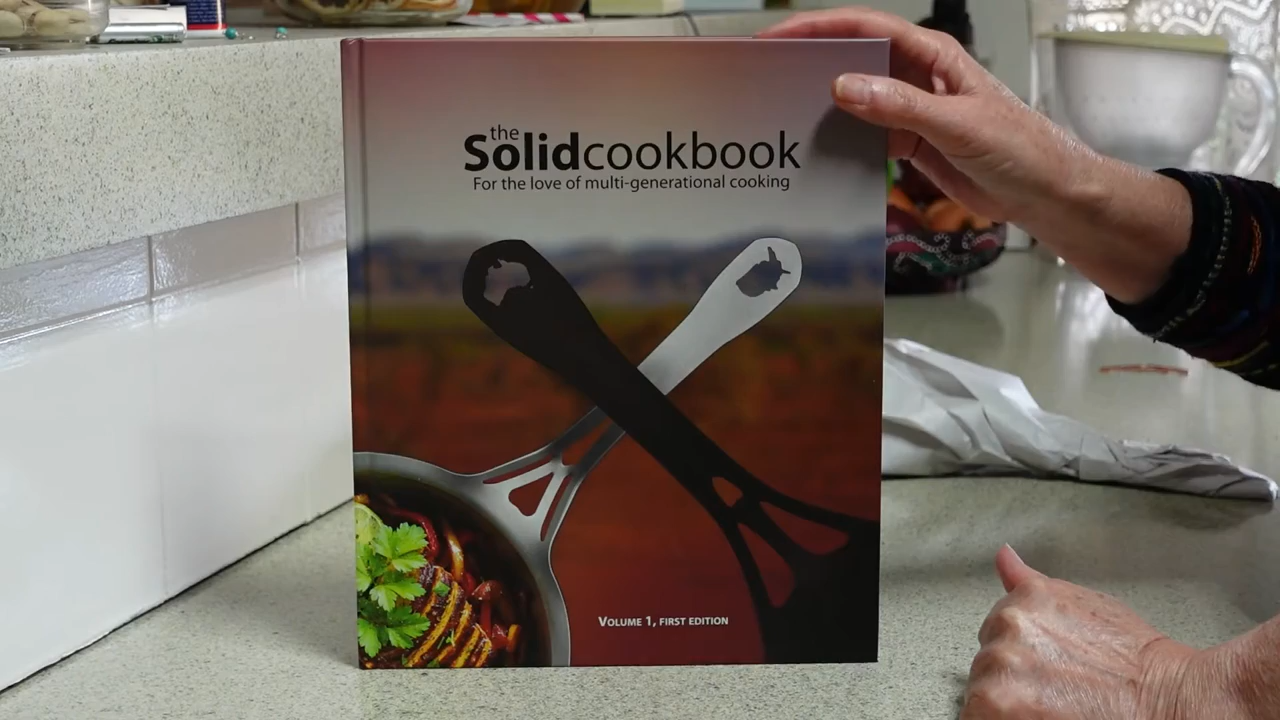 the
Solidcookbook
For the love of multi-generational cooking
VOLUME 1, FIRST EDITION